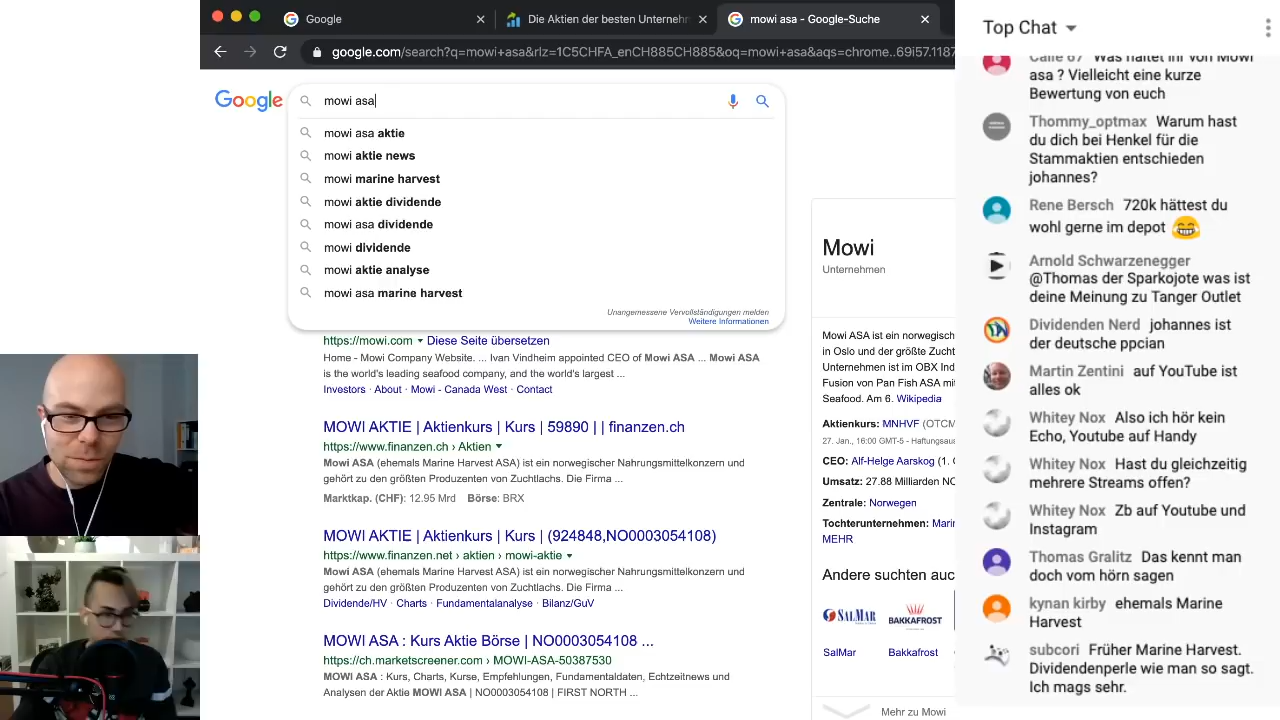 Google
Die Aktien der besten Unternehm
mowi asa - Google-Suche
google.com/search?q=mowi+asa&rlz=1C5CHFA_enCH885CH885&oq=mowi+asa&aqs=chrome..69i57.1187
Google
mowi asa
mowi asa aktie
mowi aktie news
mowi marine harvest
mowi aktie dividende
mowi asa dividende
mowi dividende
mowi aktie analyse
mowi asa marine harvest
Unangemessene Vervollständigungen melden
Weitere Informationen
https://mowi.com ▾ Diese Seite übersetzen
Home - Mowi Company Website. ... Ivan Vindheim appointed CEO of Mowi ASA ... Mowi ASA
is the world's leading seafood company, and the world's largest ...
Investors · About · Mowi - Canada West · Contact
MOWI AKTIE | Aktienkurs | Kurs | 59890 | | finanzen.ch
https://www.finanzen.ch › Aktien ▾
Mowi ASA (ehemals Marine Harvest ASA) ist ein norwegischer Nahrungsmittelkonzern und
gehört zu den größten Produzenten von Zuchtlachs. Die Firma ...
Marktkap. (CHF): 12.95 Mrd Börse: BRX
MOWI AKTIE | Aktienkurs | Kurs | (924848,NO0003054108)
https://www.finanzen.net › aktien › mowi-aktie ▾
Mowi ASA (ehemals Marine Harvest ASA) ist ein norwegischer Nahrungsmittelkonzern und
gehört zu den größten Produzenten von Zuchtlachs. Die Firma ...
Dividende/HV · Charts · Fundamentalanalyse · Bilanz/GuV
MOWI ASA : Kurs Aktie Börse | NO0003054108 ...
https://ch.marketscreener.com › MOWI-ASA-50387530
MOWI ASA : Kurs, Charts, Kurse, Empfehlungen, Fundamentaldaten, Echtzeitnews und
Analysen der Aktie MOWI ASA | NO0003054108 | FIRST NORTH ...
Mowi
Unternehmen
Mowi ASA ist ein norwegisch
in Oslo und der größte Zucht
Unternehmen ist im OBX Ind
Fusion von Pan Fish ASA mit
Seafood. Am 6. Wikipedia
Aktienkurs: MNHVF (OTCM
27. Jan., 16:00 GMT-5 - Haftungsaus
CEO: Alf-Helge Aarskog (1. O
Umsatz: 27.88 Milliarden NO
Zentrale: Norwegen
Tochterunternehmen: Marin
MEHR
Andere suchten auc
SALMAR
BAKKAFROST
SalMar
Bakkafrost
Mehr zu Mowi
Top Chat
Calle 67 Was haltet ihr von Mowi
asa ? Vielleicht eine kurze
Bewertung von euch
Thommy_optmax Warum hast
du dich bei Henkel für die
Stammaktien entschieden
johannes?
Rene Bersch 720k hättest du
wohl gerne im depot 😂
Arnold Schwarzenegger
@Thomas der Sparkojote was ist
deine Meinung zu Tanger Outlet
Dividenden Nerd johannes ist
der deutsche ppcian
Martin Zentini auf YouTube ist
alles ok
Whitey Nox Also ich hör kein
Echo, Youtube auf Handy
Whitey Nox Hast du gleichzeitig
mehrere Streams offen?
Whitey Nox Zb auf Youtube und
Instagram
Thomas Gralitz Das kennt man
doch vom hörn sagen
kynan kirby ehemals Marine
Harvest
subcori Früher Marine Harvest.
Dividendenperle wie man so sagt.
Ich mags sehr.